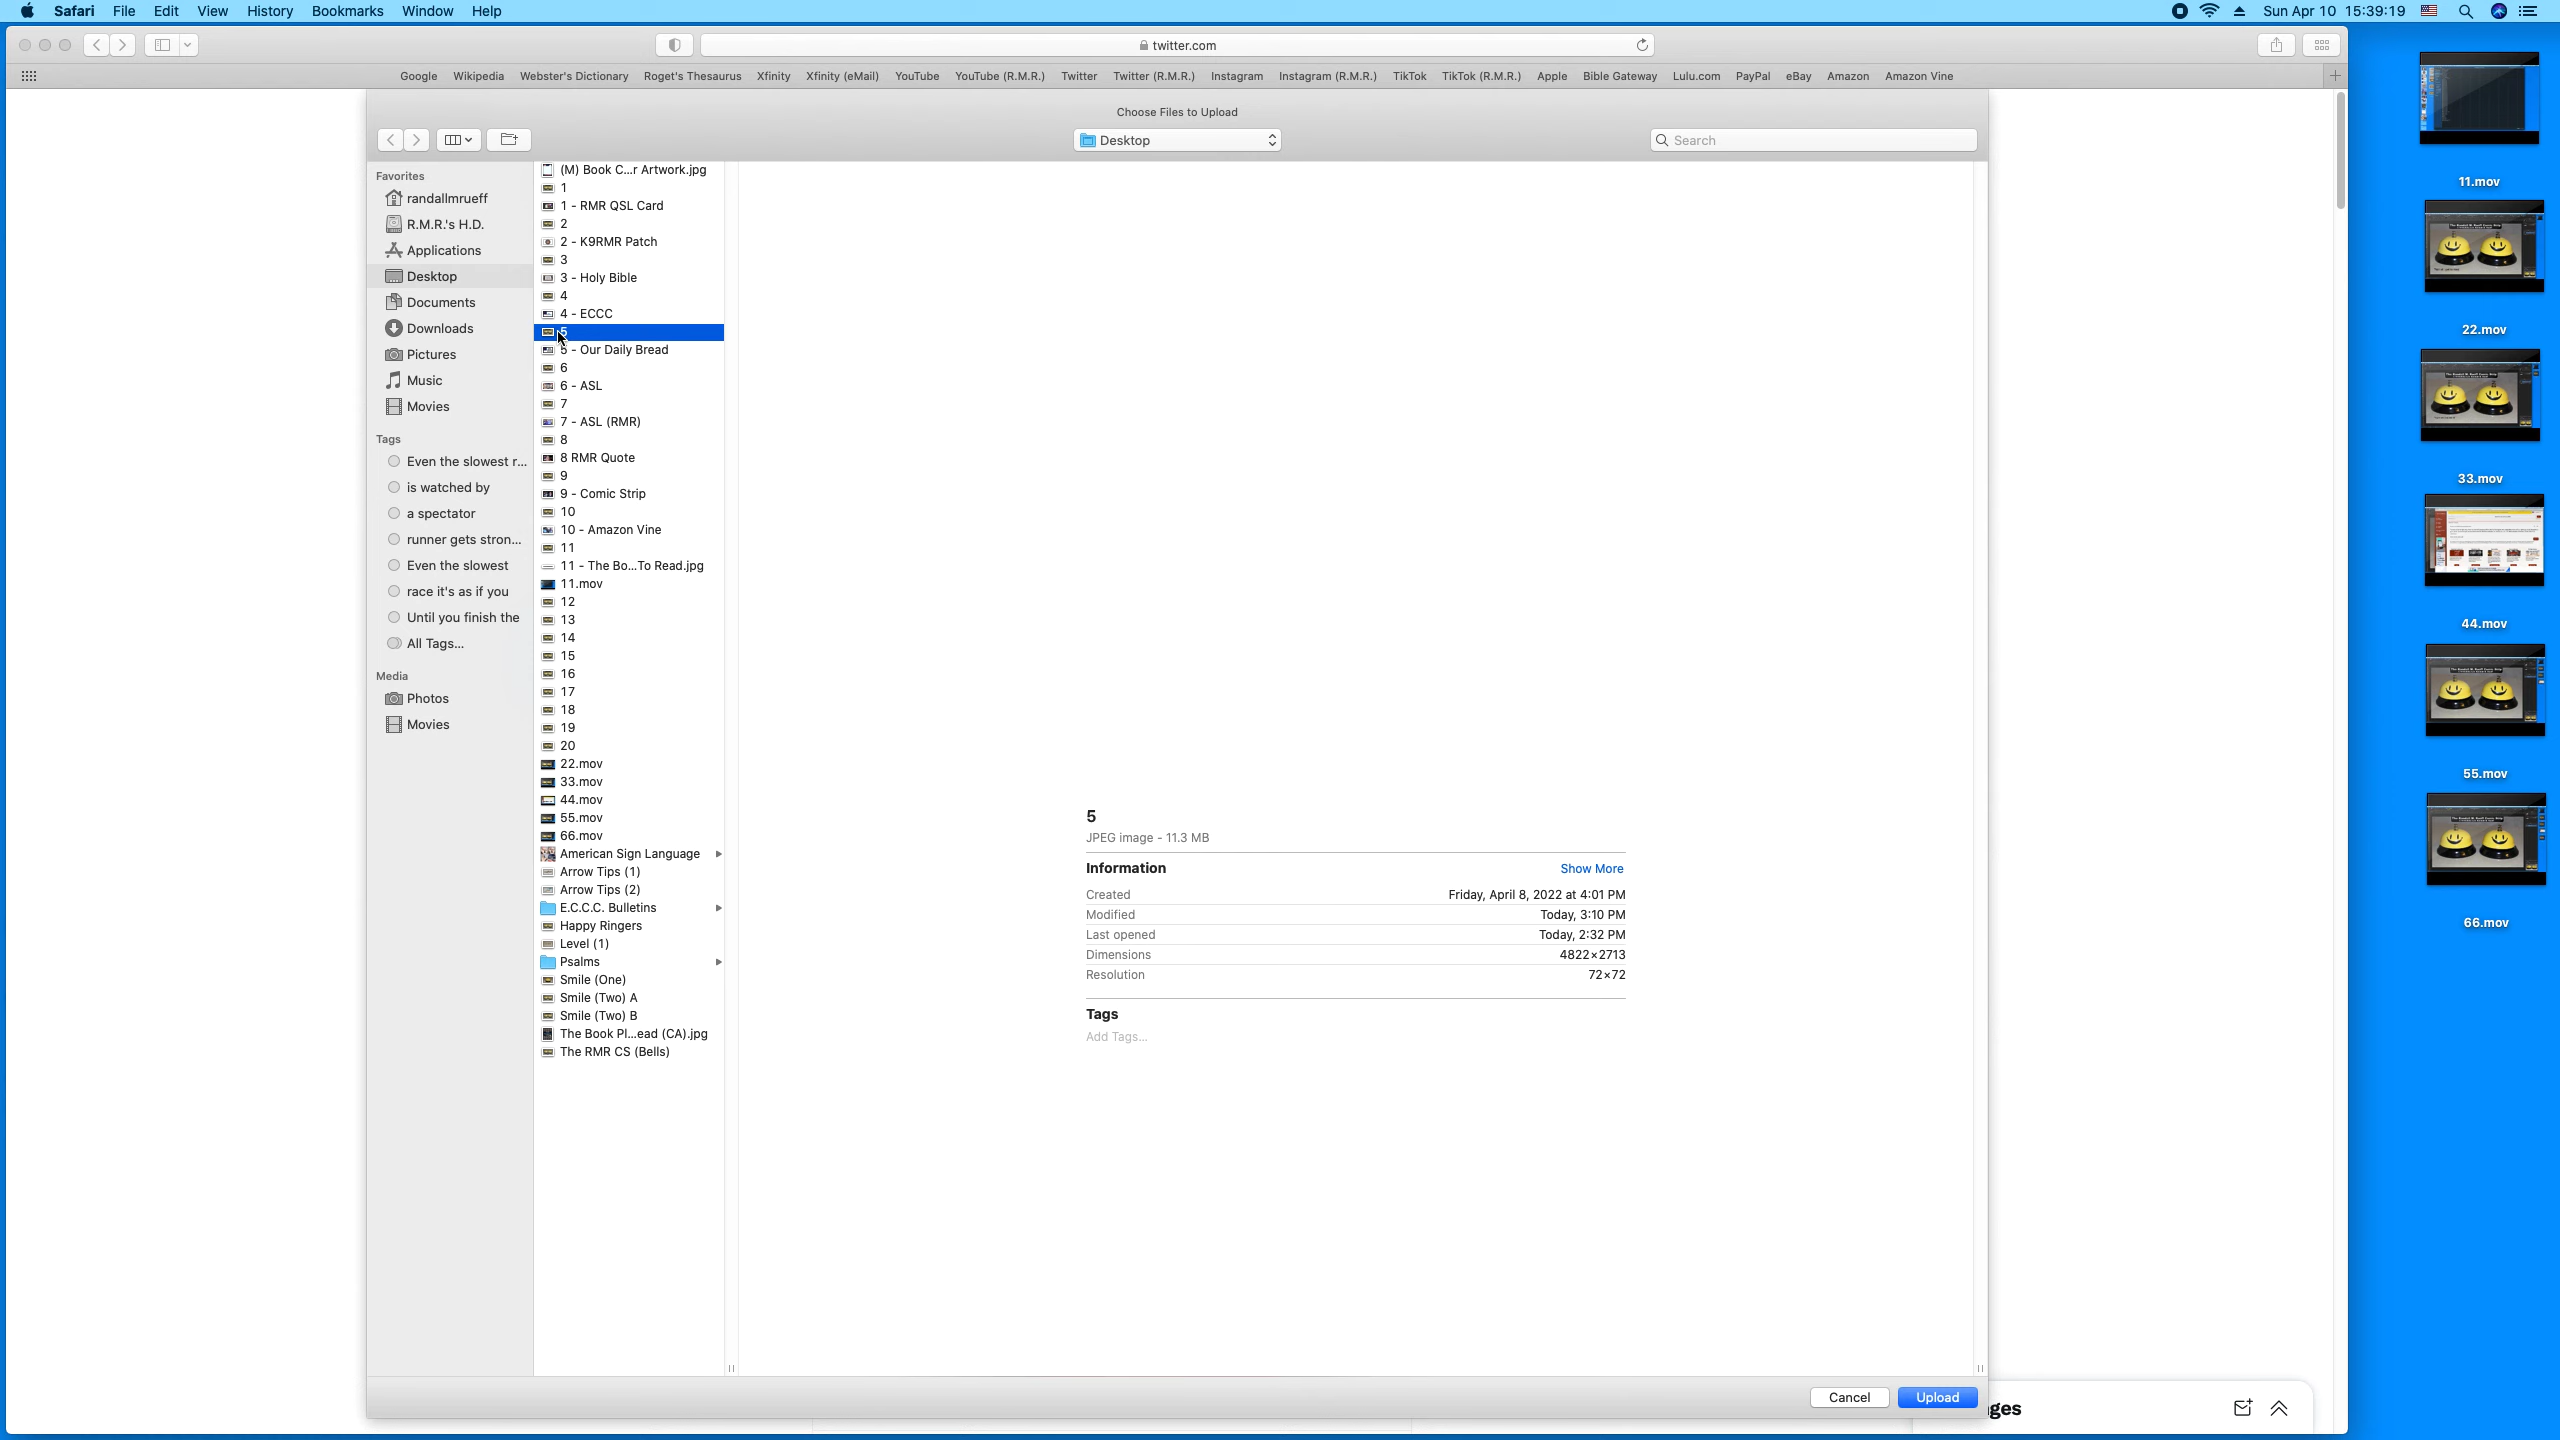 Safari File Edit View History Bookmarks Window Help
Sun Apr 10 15:39:19
twitter.com
Google Wikipedia Webster's Dictionary Roget's Thesaurus Xfinity Xfinity (eMail) YouTube YouTube (R.M.R.) Twitter Twitter (R.M.R.) Instagram Instagram (R.M.R.) TikTok TikTok (R.M.R.) Apple Bible Gateway Lulu.com PayPal eBay Amazon Amazon Vine
Choose Files to Upload
Desktop
Search
Favorites
randallmrueff
R.M.R.'s H.D.
Applications
Desktop
Documents
Downloads
Pictures
Music
Movies
Tags
Even the slowest r...
is watched by
a spectator
runner gets stron...
Even the slowest
race it's as if you
Until you finish the
All Tags...
Media
Photos
Movies
(M) Book C...r Artwork.jpg
1
1 - RMR QSL Card
2
2 - K9RMR Patch
3
3 - Holy Bible
4
4 - ECCC
5
5 - Our Daily Bread
6
6 - ASL
7
7 - ASL (RMR)
8
8 RMR Quote
9
9 - Comic Strip
10
10 - Amazon Vine
11
11 - The Bo...To Read.jpg
11.mov
12
13
14
15
16
17
18
19
20
22.mov
33.mov
44.mov
55.mov
66.mov
American Sign Language
Arrow Tips (1)
Arrow Tips (2)
E.C.C.C. Bulletins
Happy Ringers
Level (1)
Psalms
Smile (One)
Smile (Two) A
Smile (Two) B
The Book Pl...ead (CA).jpg
The RMR CS (Bells)
5
JPEG image - 11.3 MB
Information Show More
Created Friday, April 8, 2022 at 4:01 PM
Modified Today, 3:10 PM
Last opened Today, 2:32 PM
Dimensions 4822×2713
Resolution 72×72
Tags
Add Tags...
Cancel Upload
ges
11.mov
22.mov
33.mov
44.mov
55.mov
66.mov